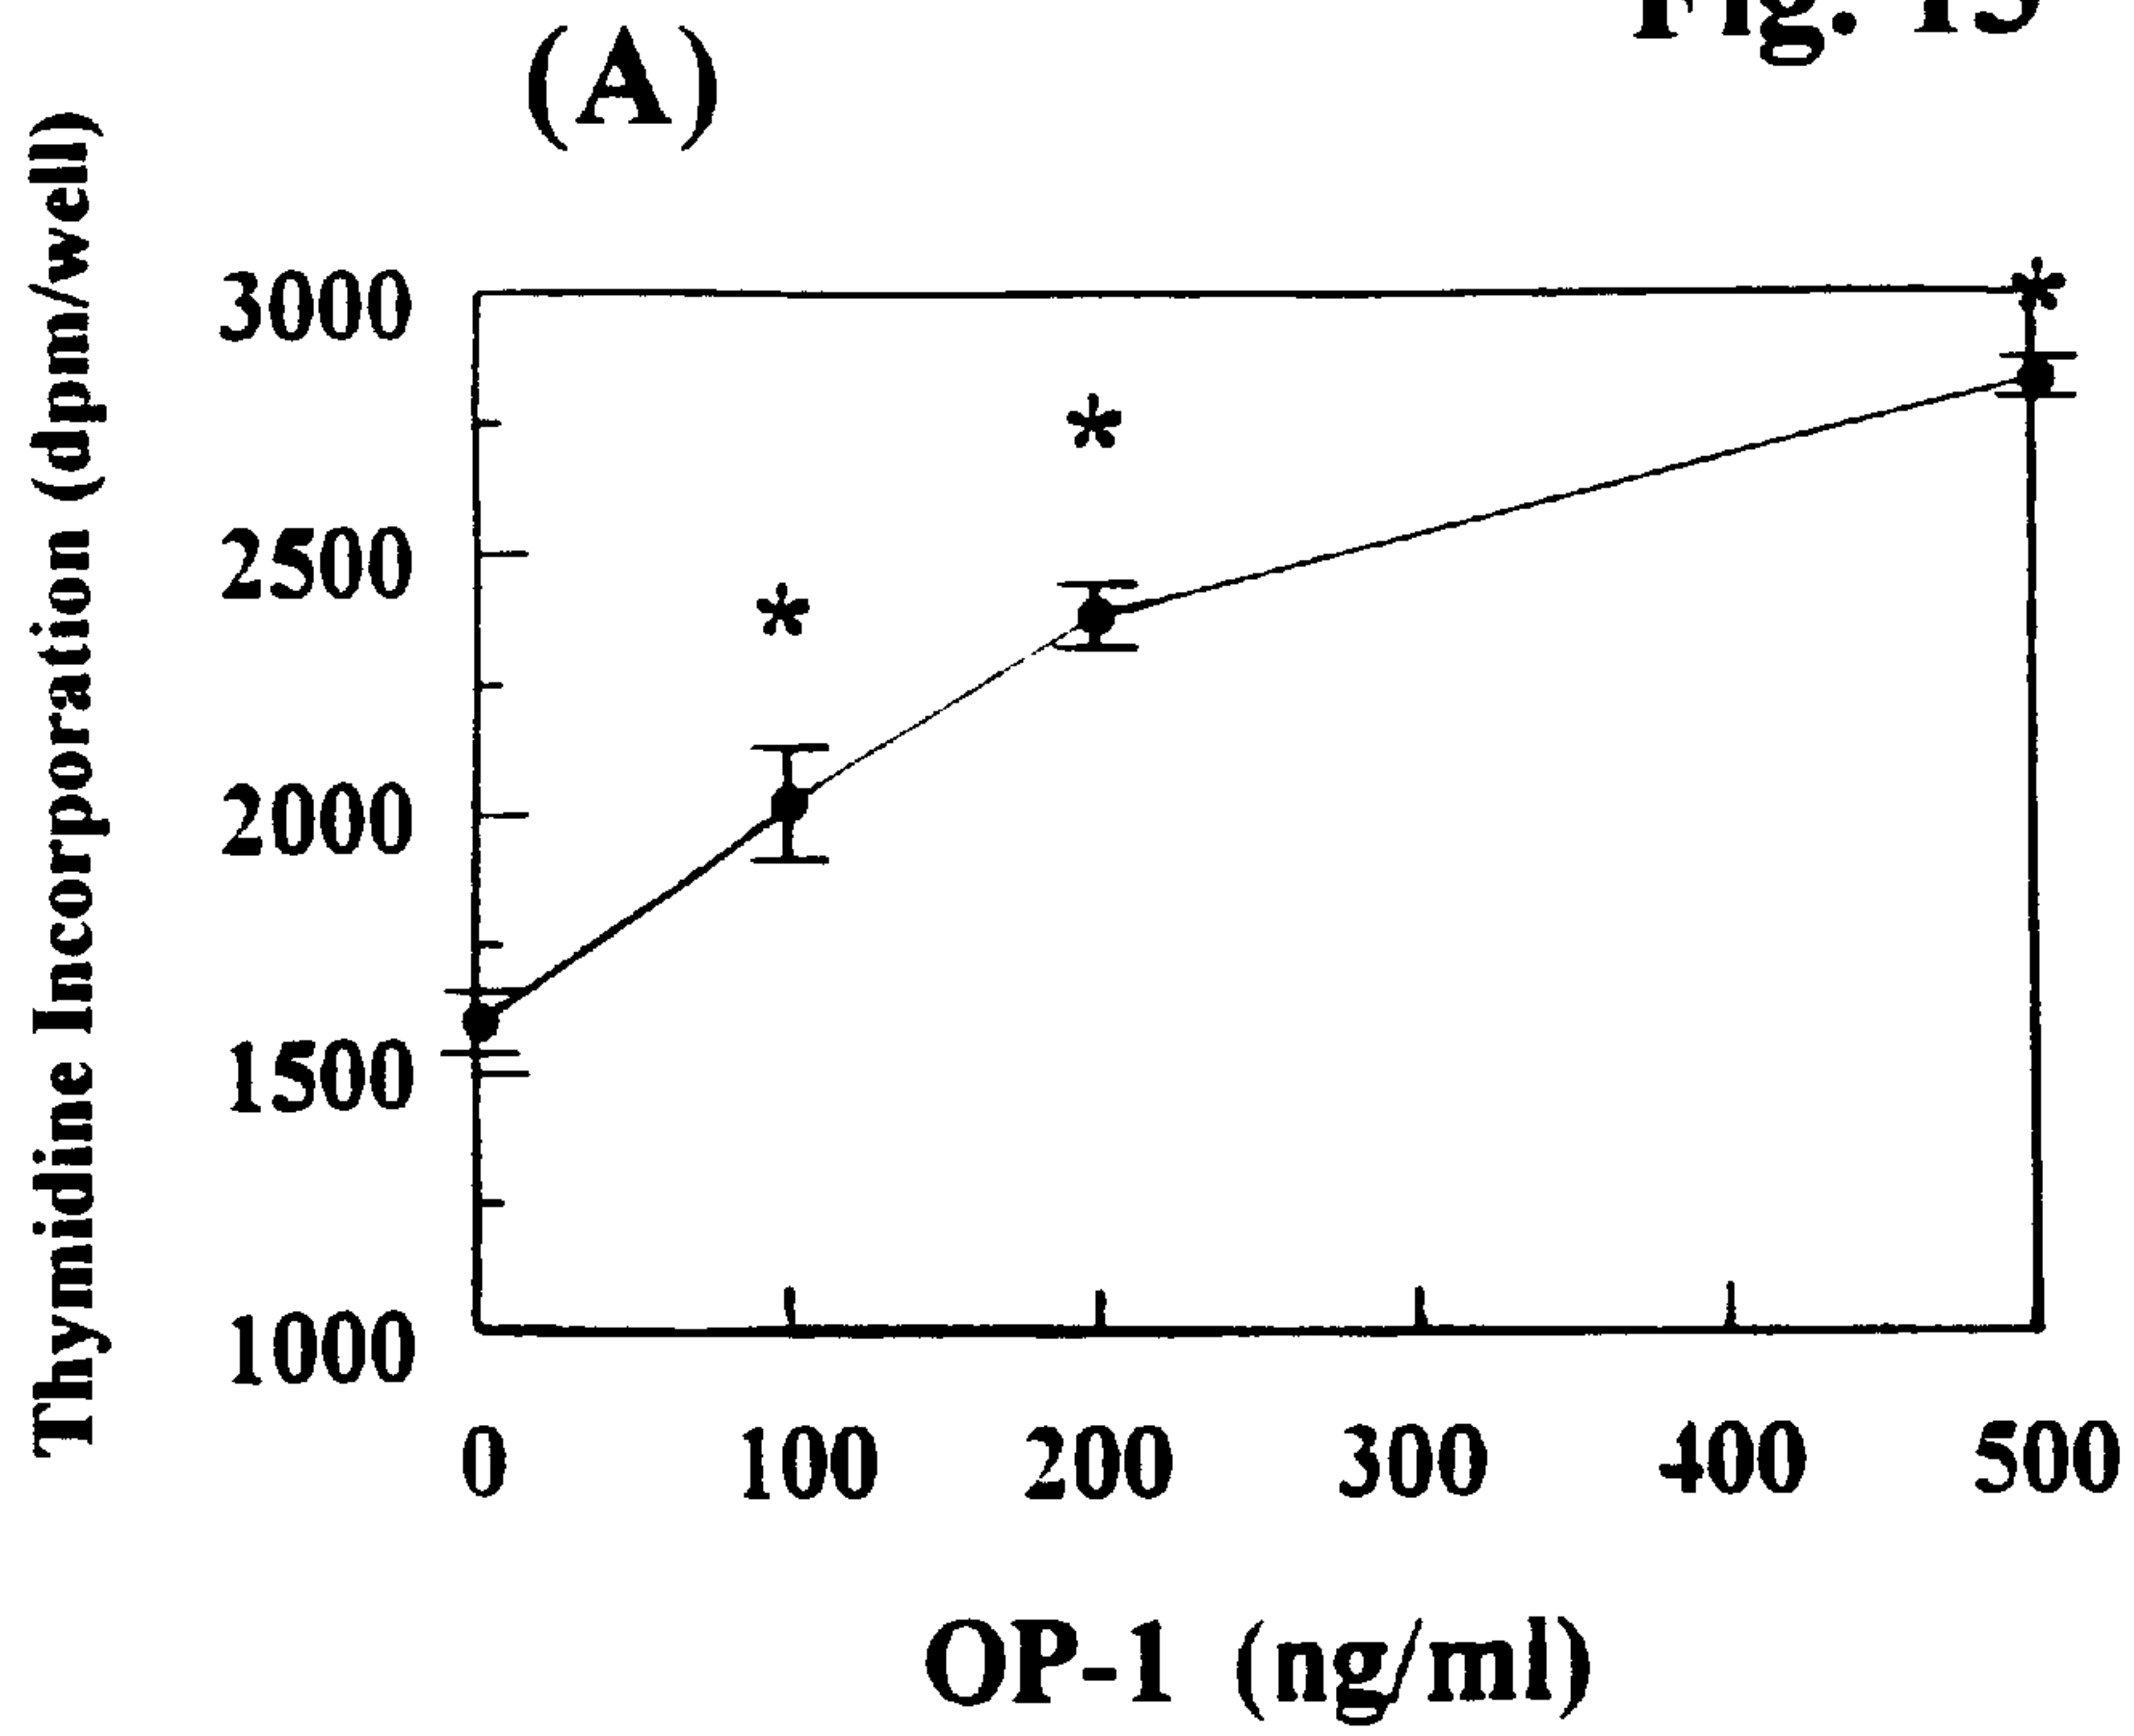 Fig. 13
(A)
Thymidine Incorporation (dpm/well)
3000
*
*
2500
*
2000
1500
1000
0 100 200 300 400 500
OP-1 (ng/ml)